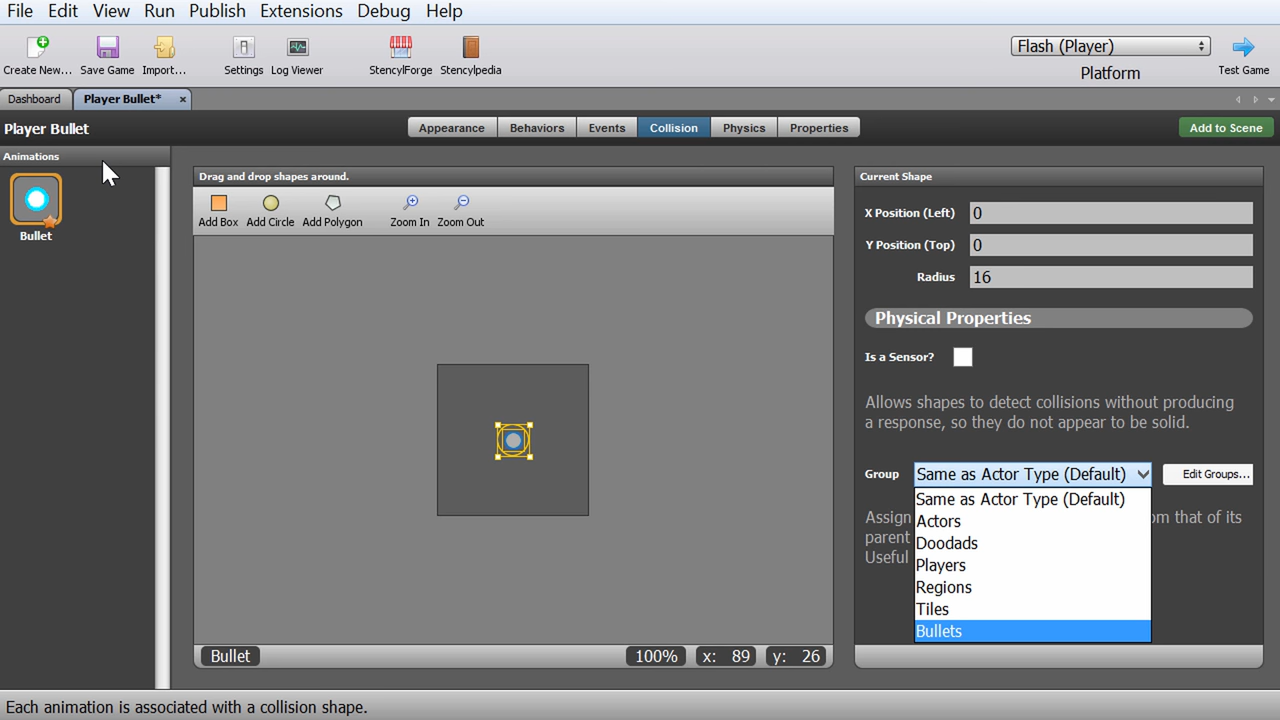 File Edit View Run Publish Extensions Debug Help
Create New... Save Game Import... Settings Log Viewer StencylForge Stencylpedia
Flash (Player)
Platform
Test Game
Dashboard Player Bullet* ×
Player Bullet
Appearance Behaviors Events Collision Physics Properties
Add to Scene
Animations
Bullet
Drag and drop shapes around.
Add Box Add Circle Add Polygon Zoom In Zoom Out
Bullet
100% x: 89 y: 26
Current Shape
X Position (Left) 0
Y Position (Top) 0
Radius 16
Physical Properties
Is a Sensor?
Allows shapes to detect collisions without producing
a response, so they do not appear to be solid.
Group Same as Actor Type (Default) Edit Groups...
Same as Actor Type (Default)
Actors
Doodads
Players
Regions
Tiles
Bullets
Assign om that of its
parent
Useful
Each animation is associated with a collision shape.